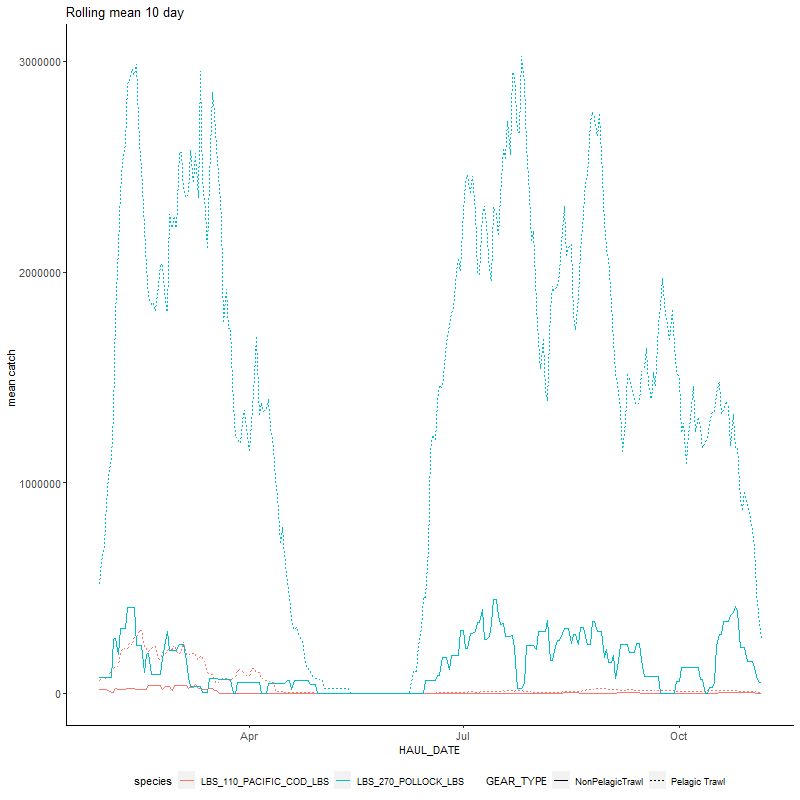 Rolling mean 10 day
3000000
2000000
1000000
0
mean catch
Apr Jul Oct
HAUL_DATE
species LBS_110_PACIFIC_COD_LBS LBS_270_POLLOCK_LBS GEAR_TYPE NonPelagicTrawl Pelagic Trawl